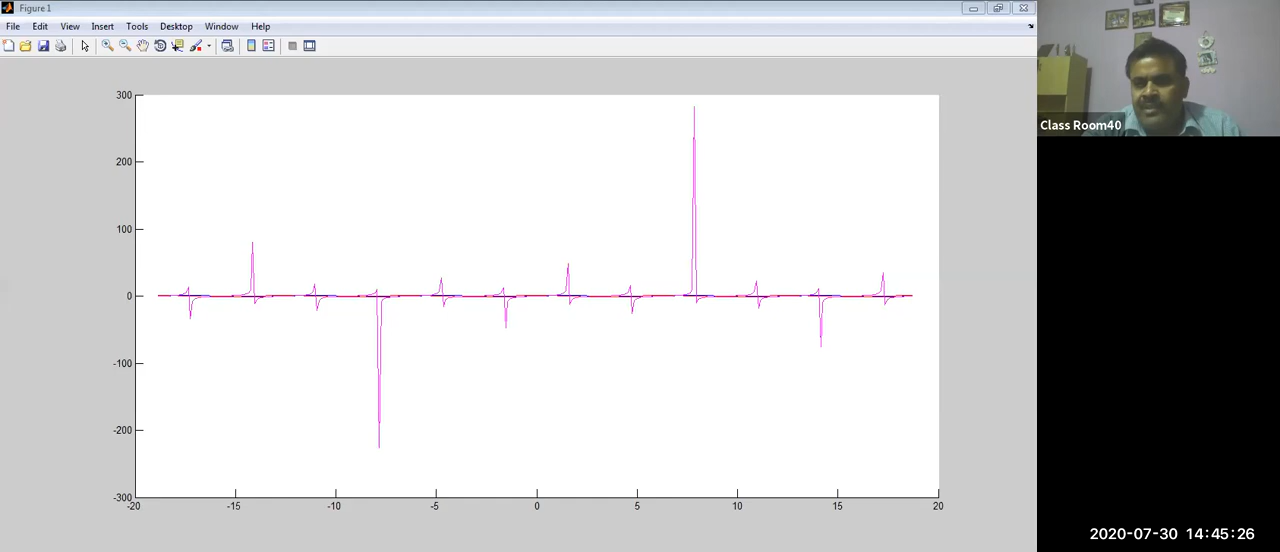 Figure 1
File Edit View Insert Tools Desktop Window Help
300
200
100
0
-100
-200
-300
-20 -15 -10 -5 0 5 10 15 20
Class Room40
2020-07-30 14:45:26